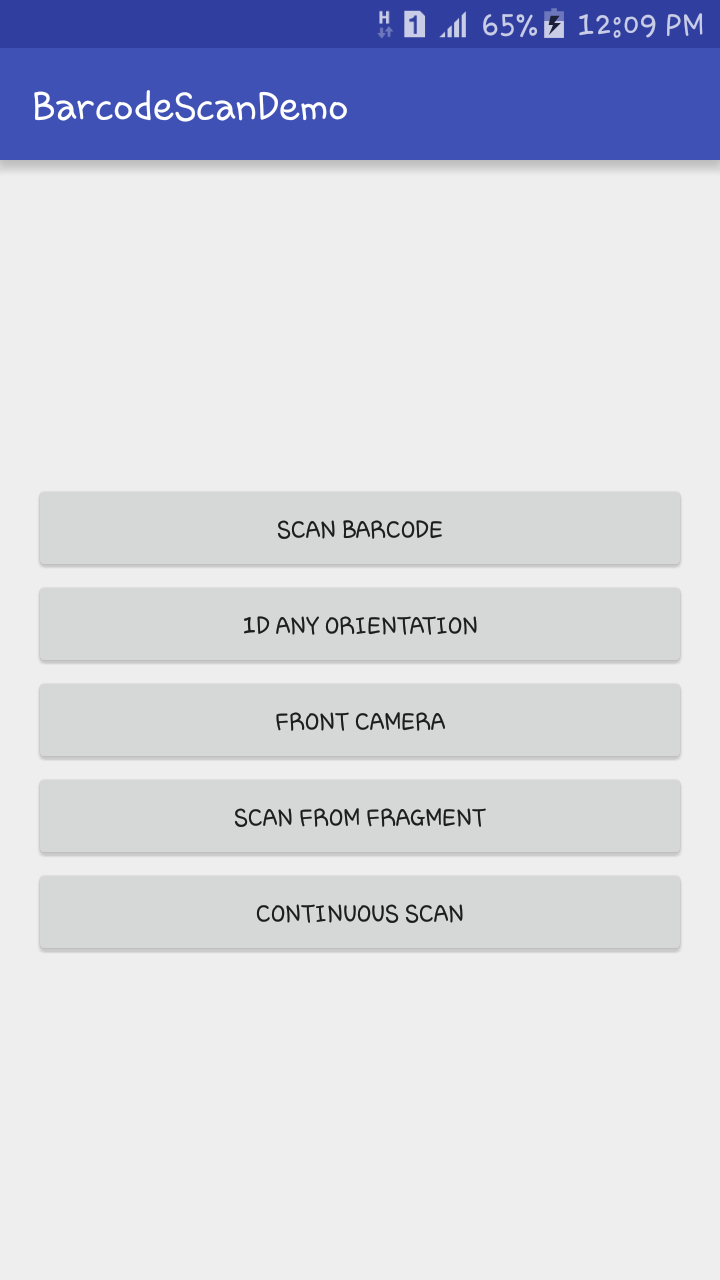 H 1 65% 12:09 PM
BarcodeScanDemo
SCAN BARCODE
1D ANY ORIENTATION
FRONT CAMERA
SCAN FROM FRAGMENT
CONTINUOUS SCAN